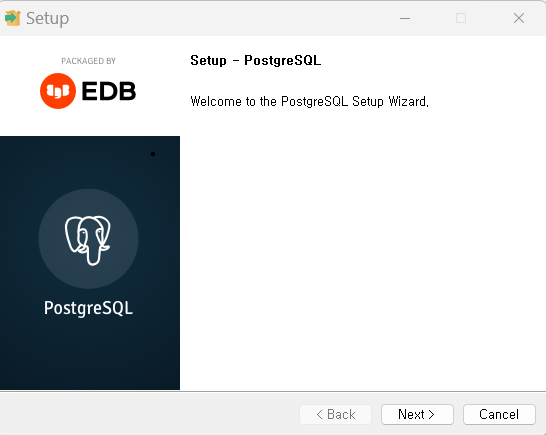 Setup
PACKAGED BY
EDB
Setup - PostgreSQL
Welcome to the PostgreSQL Setup Wizard.
PostgreSQL
< Back
Next >
Cancel